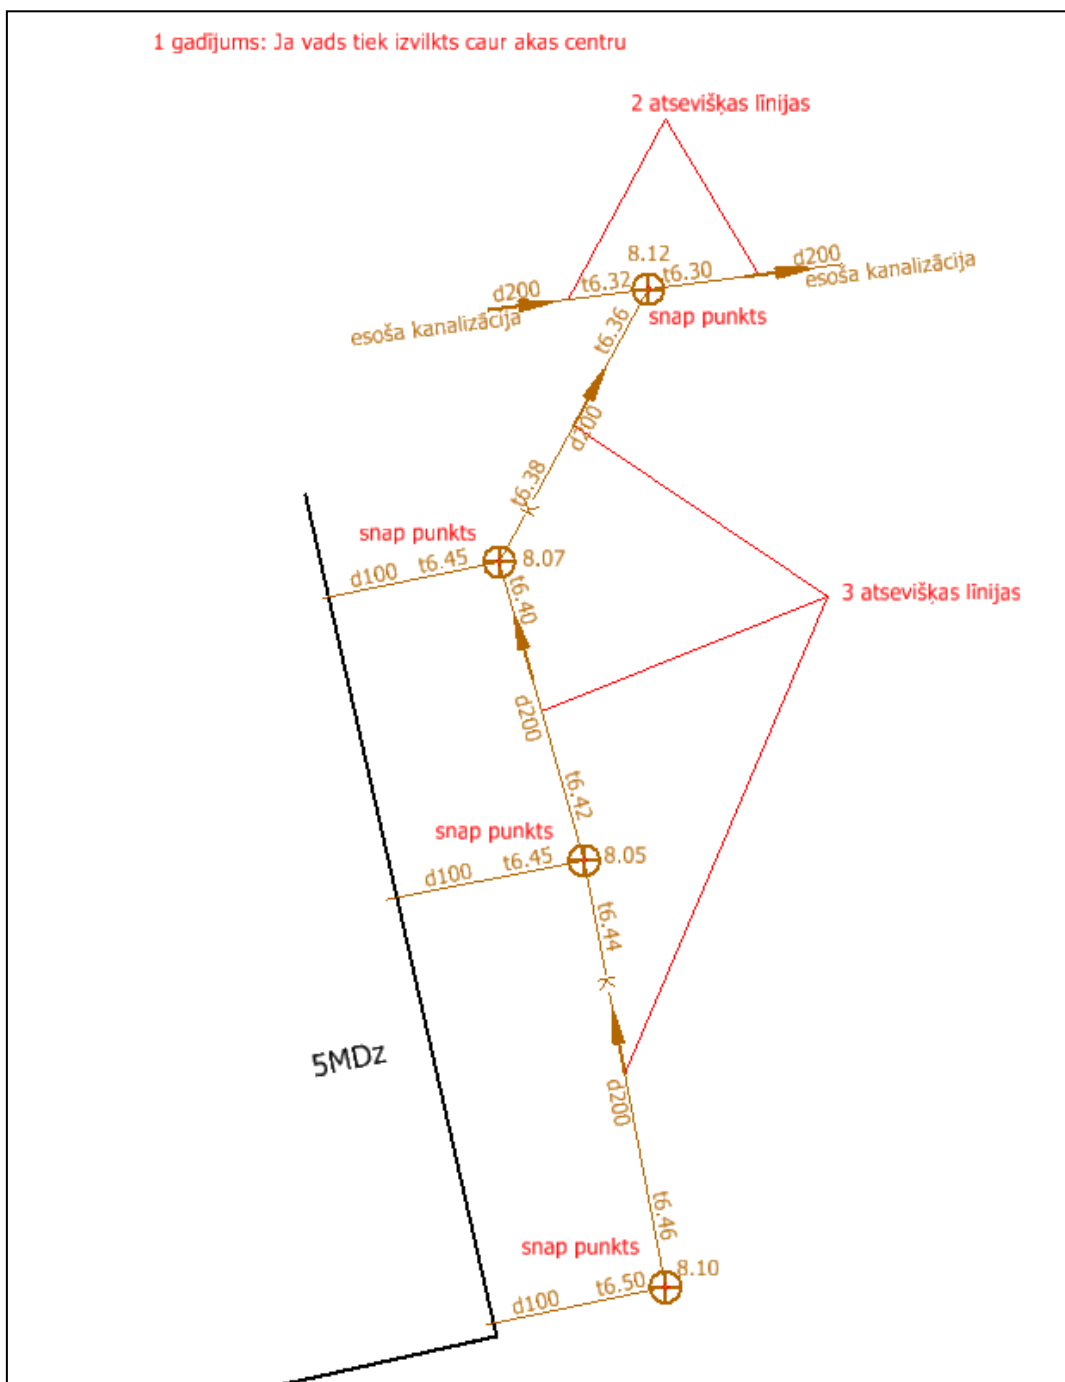 1 gadījums: Ja vads tiek izvilkts caur akas centru
2 atsevišķas līnijas
8.12
d200
t6.32
t6.30
d200
esoša kanalizācija
esoša kanalizācija
snap punkts
t6.36
d200
t6.38
K
snap punkts
d100
t6.45
8.07
t6.40
3 atsevišķas līnijas
d200
t6.42
snap punkts
d100
t6.45
8.05
t6.44
K
5MDz
d200
t6.46
snap punkts
d100
t6.50
8.10